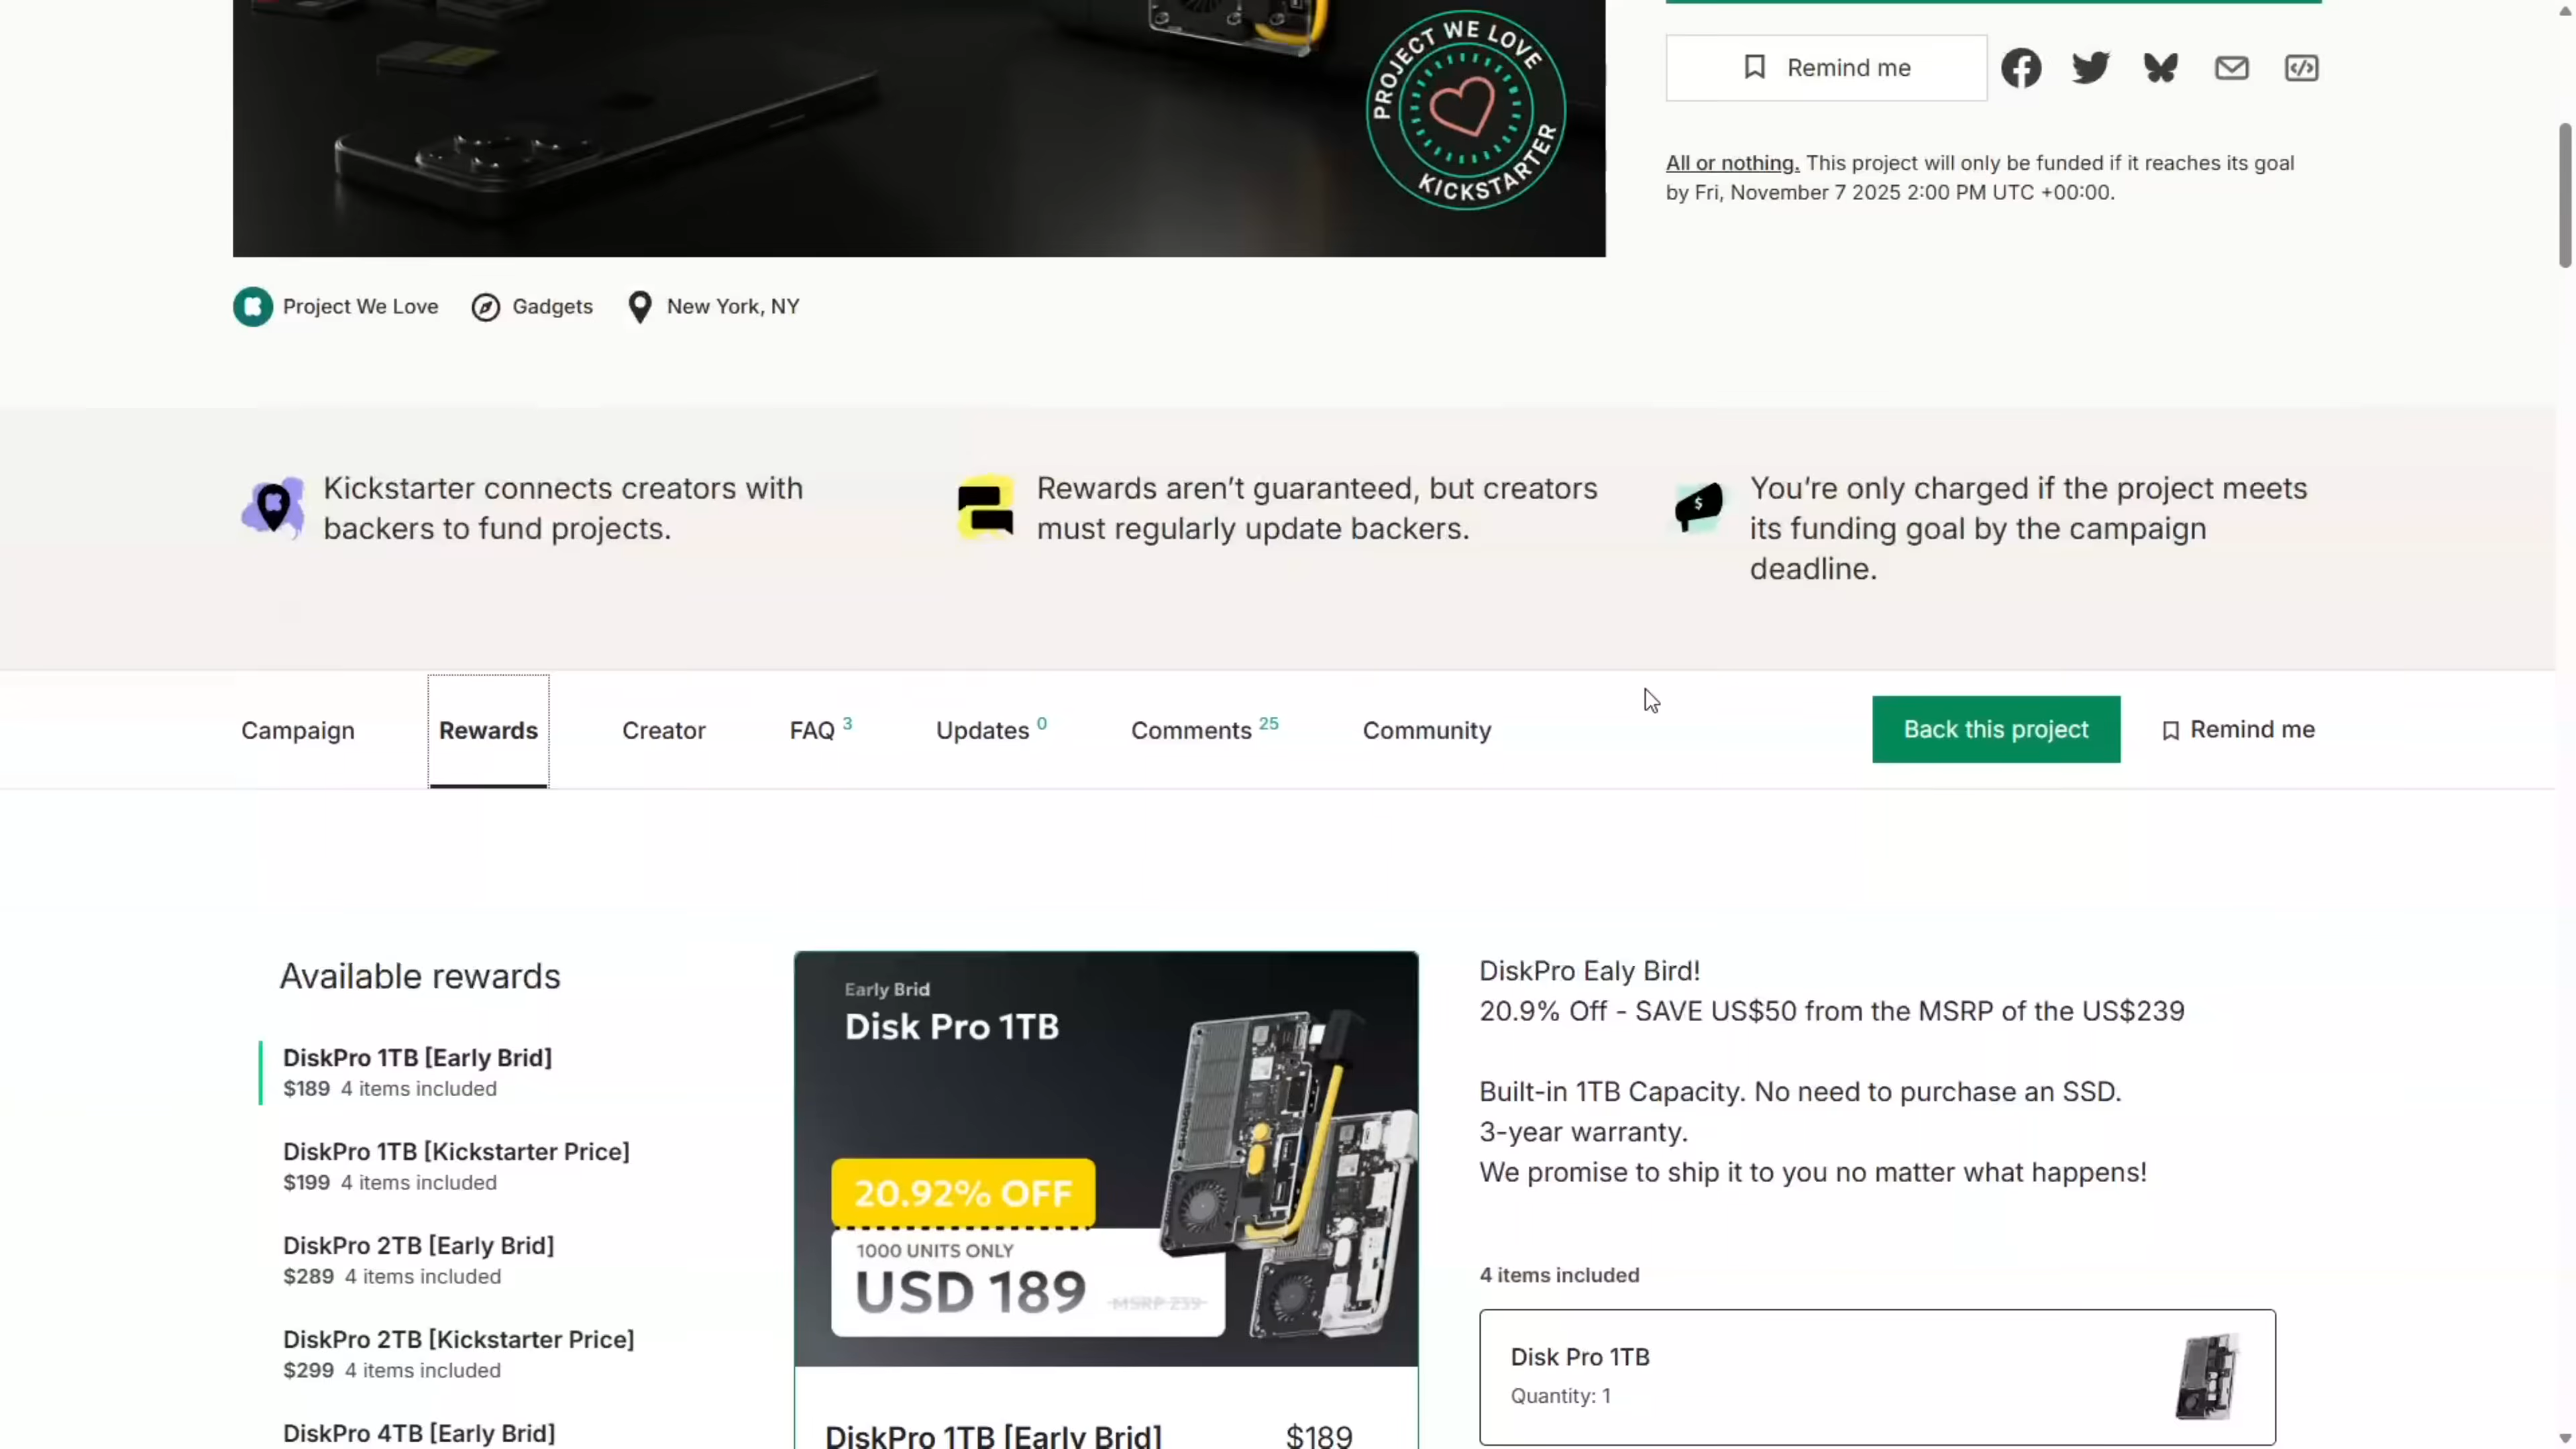 PROJECT WE LOVE
KICKSTARTER
Remind me
All or nothing. This project will only be funded if it reaches its goal
by Fri, November 7 2025 2:00 PM UTC +00:00.
Project We Love
Gadgets
New York, NY
Kickstarter connects creators with
backers to fund projects.
Rewards aren't guaranteed, but creators
must regularly update backers.
You're only charged if the project meets
its funding goal by the campaign
deadline.
Campaign
Rewards
Creator
FAQ 3
Updates 0
Comments 25
Community
Back this project
Remind me
Available rewards
DiskPro 1TB [Early Brid]
$189 4 items included
DiskPro 1TB [Kickstarter Price]
$199 4 items included
DiskPro 2TB [Early Brid]
$289 4 items included
DiskPro 2TB [Kickstarter Price]
$299 4 items included
DiskPro 4TB [Early Brid]
Early Brid
Disk Pro 1TB
20.92% OFF
1000 UNITS ONLY
USD 189
MSRP 239
DiskPro 1TB [Early Brid]
$189
DiskPro Ealy Bird!
20.9% Off - SAVE US$50 from the MSRP of the US$239
Built-in 1TB Capacity. No need to purchase an SSD.
3-year warranty.
We promise to ship it to you no matter what happens!
4 items included
Disk Pro 1TB
Quantity: 1